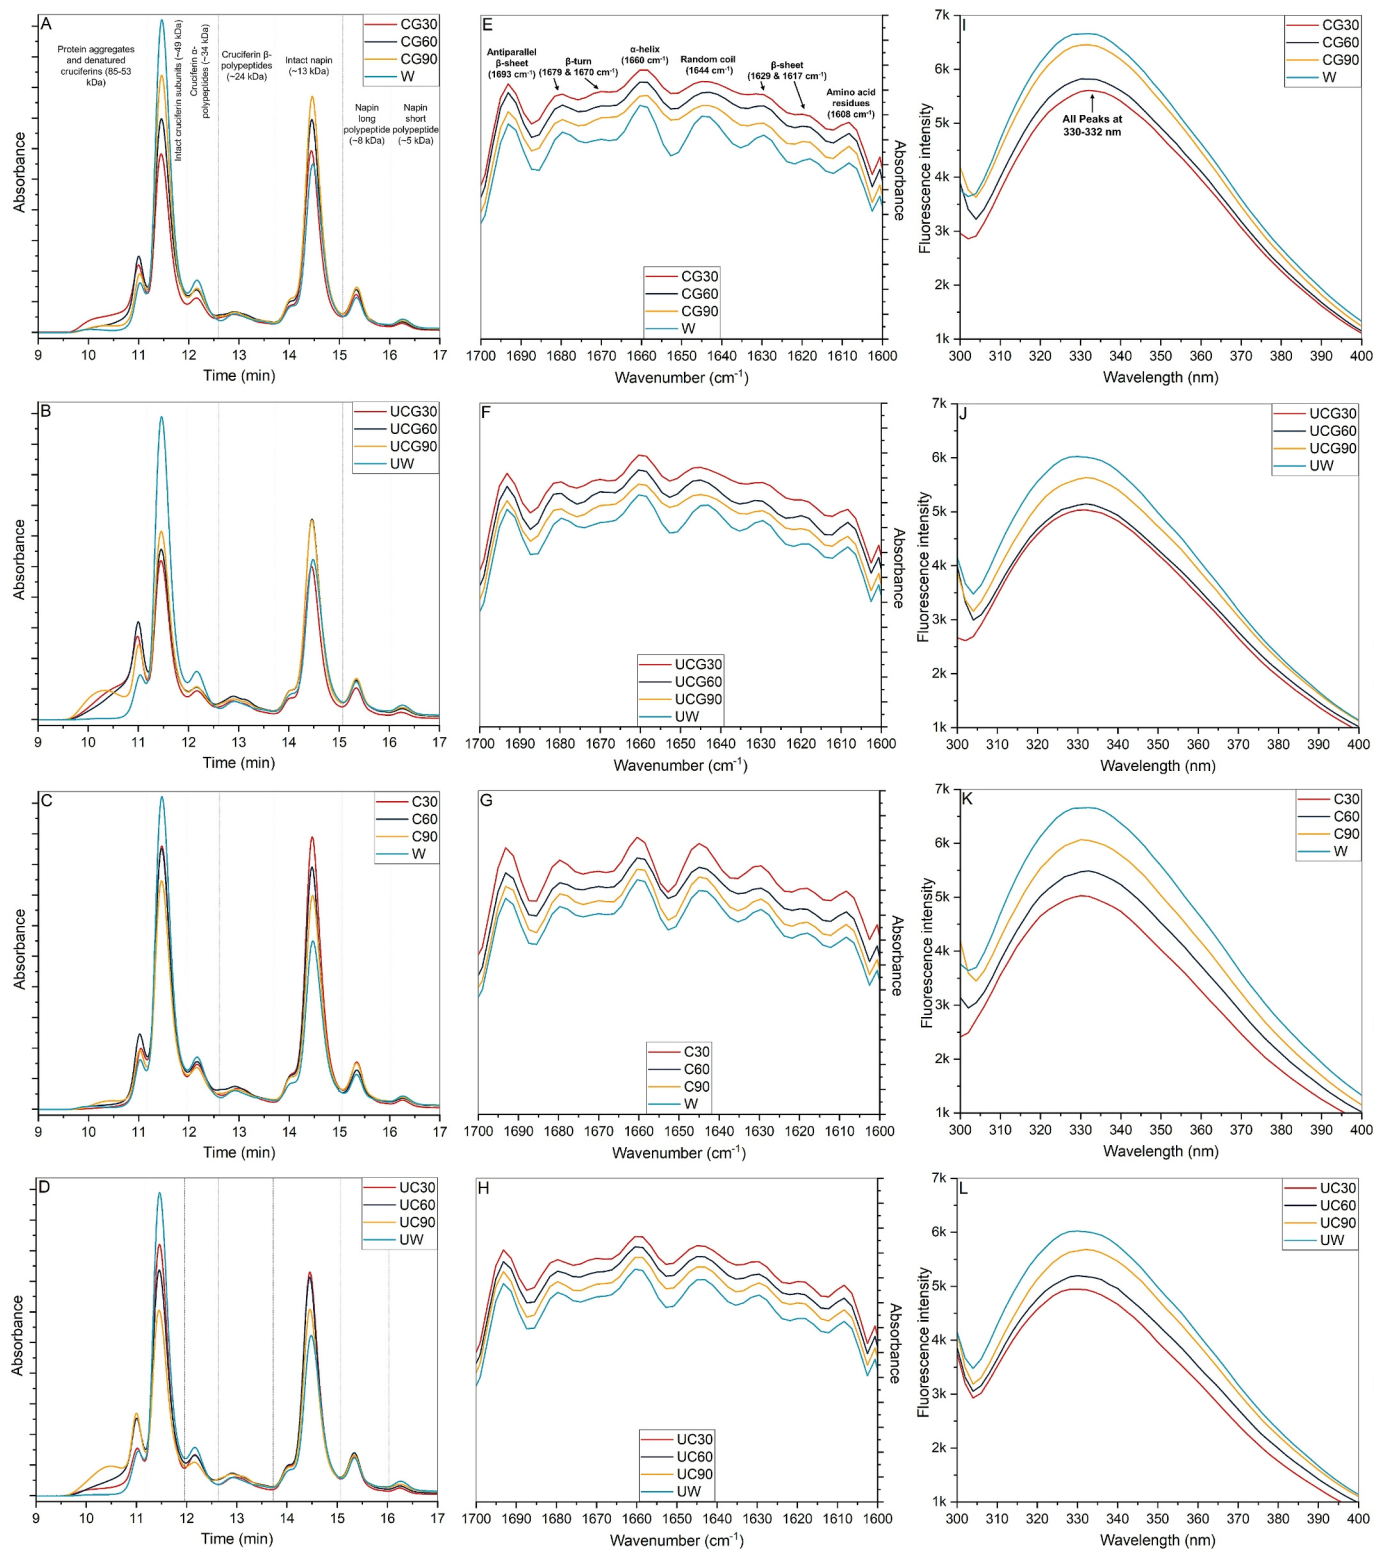 A
Protein aggregates
and denatured
cruciferins (85-53
kDa)
Intact cruciferin subunits (~49 kDa)
Cruciferin α-
polypeptides (~34 kDa)
Cruciferin β-
polypeptides
(~24 kDa)
Intact napin
(~13 kDa)
Napin
long
polypeptide
(~8 kDa)
Napin
short
polypeptide
(~5 kDa)
CG30
CG60
CG90
W
Absorbance
9 10 11 12 13 14 15 16 17
Time (min)
E
Antiparallel
β-sheet
(1693 cm-1)
β-turn
(1679 & 1670 cm-1)
α-helix
(1660 cm-1)
Random coil
(1644 cm-1)
β-sheet
(1629 & 1617 cm-1)
Amino acid
residues
(1608 cm-1)
CG30
CG60
CG90
W
Absorbance
1700 1690 1680 1670 1660 1650 1640 1630 1620 1610 1600
Wavenumber (cm-1)
I
CG30
CG60
CG90
W
All Peaks at
330-332 nm
Fluorescence intensity
7k
6k
5k
4k
3k
2k
1k
300 310 320 330 340 350 360 370 380 390 400
Wavelength (nm)
B
UCG30
UCG60
UCG90
UW
Absorbance
9 10 11 12 13 14 15 16 17
Time (min)
F
UCG30
UCG60
UCG90
UW
Absorbance
1700 1690 1680 1670 1660 1650 1640 1630 1620 1610 1600
Wavenumber (cm-1)
J
UCG30
UCG60
UCG90
UW
Fluorescence intensity
7k
6k
5k
4k
3k
2k
1k
300 310 320 330 340 350 360 370 380 390 400
Wavelength (nm)
C
C30
C60
C90
W
Absorbance
9 10 11 12 13 14 15 16 17
Time (min)
G
C30
C60
C90
W
Absorbance
1700 1690 1680 1670 1660 1650 1640 1630 1620 1610 1600
Wavenumber (cm-1)
K
C30
C60
C90
W
Fluorescence intensity
7k
6k
5k
4k
3k
2k
1k
300 310 320 330 340 350 360 370 380 390 400
Wavelength (nm)
D
UC30
UC60
UC90
UW
Absorbance
9 10 11 12 13 14 15 16 17
Time (min)
H
UC30
UC60
UC90
UW
Absorbance
1700 1690 1680 1670 1660 1650 1640 1630 1620 1610 1600
Wavenumber (cm-1)
L
UC30
UC60
UC90
UW
Fluorescence intensity
7k
6k
5k
4k
3k
2k
1k
300 310 320 330 340 350 360 370 380 390 400
Wavelength (nm)